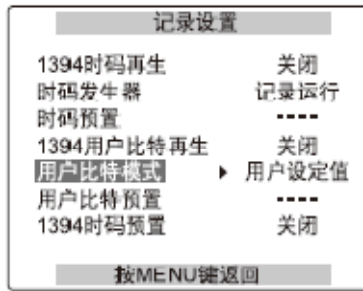 记录设置
1394时码再生 关闭
时码发生器 记录运行
时码预置 ----
1394用户比特再生 关闭
用户比特模式 ▶ 用户设定值
用户比特预置 ----
1394时码预置 关闭
按MENU键返回